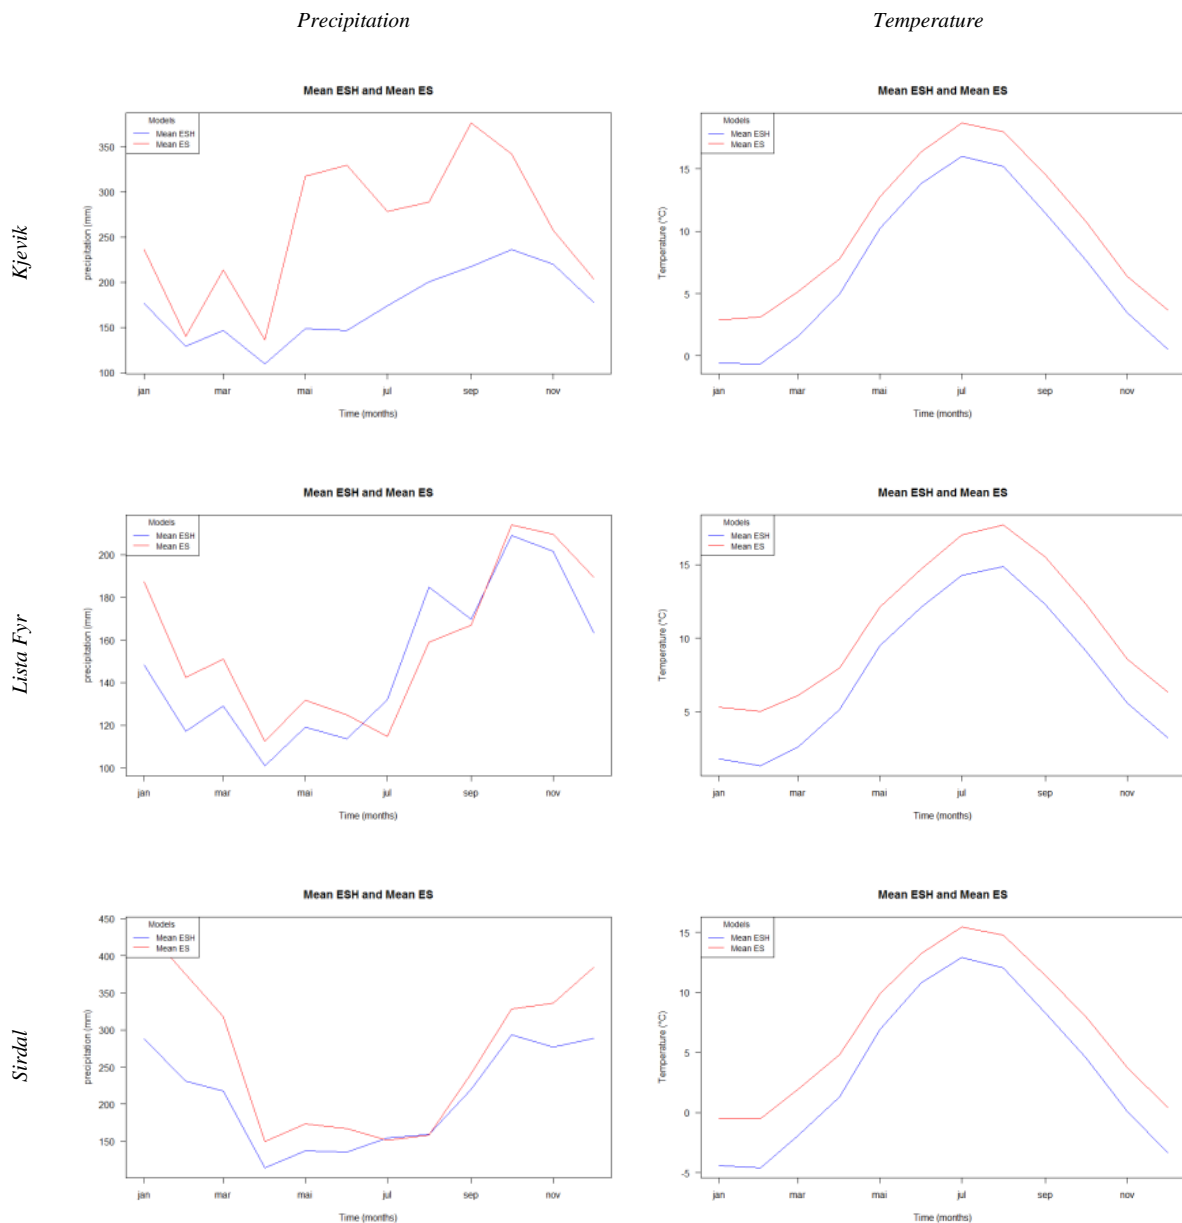 Precipitation
Temperature
Kjevik
Mean ESH and Mean ES
Models
Mean ESH
Mean ES
precipitation (mm)
350
300
250
200
150
100
jan mar mai jul sep nov
Time (months)
Mean ESH and Mean ES
Models
Mean ESH
Mean ES
Temperature (°C)
15
10
5
0
jan mar mai jul sep nov
Time (months)
Lista Fyr
Mean ESH and Mean ES
Models
Mean ESH
Mean ES
precipitation (mm)
200
180
160
140
120
100
jan mar mai jul sep nov
Time (months)
Mean ESH and Mean ES
Models
Mean ESH
Mean ES
Temperature (°C)
15
10
5
jan mar mai jul sep nov
Time (months)
Sirdal
Mean ESH and Mean ES
Models
Mean ESH
Mean ES
precipitation (mm)
450
400
350
300
250
200
150
jan mar mai jul sep nov
Time (months)
Mean ESH and Mean ES
Models
Mean ESH
Mean ES
Temperature (°C)
15
10
5
0
-5
jan mar mai jul sep nov
Time (months)